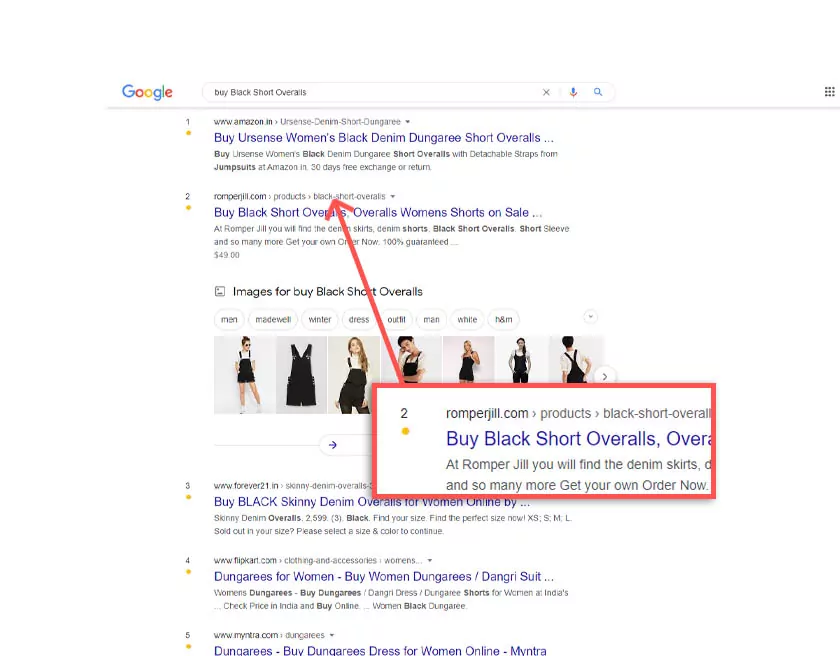 Google
buy Black Short Overalls
1
www.amazon.in › Ursense-Denim-Short-Dungaree
Buy Ursense Women's Black Denim Dungaree Short Overalls ...
Buy Ursense Women's Black Denim Dungaree Short Overalls with Detachable Straps from
Jumpsuits at Amazon in. 30 days free exchange or return.
2
romperjill.com › products › black-short-overalls
Buy Black Short Overalls, Overalls Womens Shorts on Sale ...
At Romper Jill you will find the denim skirts, denim shorts, Black Short Overalls, Short Sleeve
and so many more Get your own Order Now. 100% guaranteed ...
$49.00
Images for buy Black Short Overalls
men madewell winter dress outfit man white h&m
2
romperjill.com › products › black-short-overall
Buy Black Short Overalls, Overa
At Romper Jill you will find the denim skirts, d
and so many more Get your own Order Now.
3
www.forever21.in › skinny-denim-overalls-2
Buy BLACK Skinny Denim Overalls for Women Online by ...
Skinny Denim Overalls. 2,599. (3). Black. Find your size. Find the perfect size now! XS; S; M; L.
Sold out in your size? Please select a size & color to continue.
4
www.flipkart.com › clothing-and-accessories › womens...
Dungarees for Women - Buy Women Dungarees / Dangri Suit ...
Womens Dungarees - Buy Dungarees / Dangri Dress / Dungaree Shorts for Women at India's
... Check Price in India and Buy Online. ... Women Black Dungaree.
5
www.myntra.com › dungarees
Dungarees - Buy Dungarees Dress for Women Online - Myntra